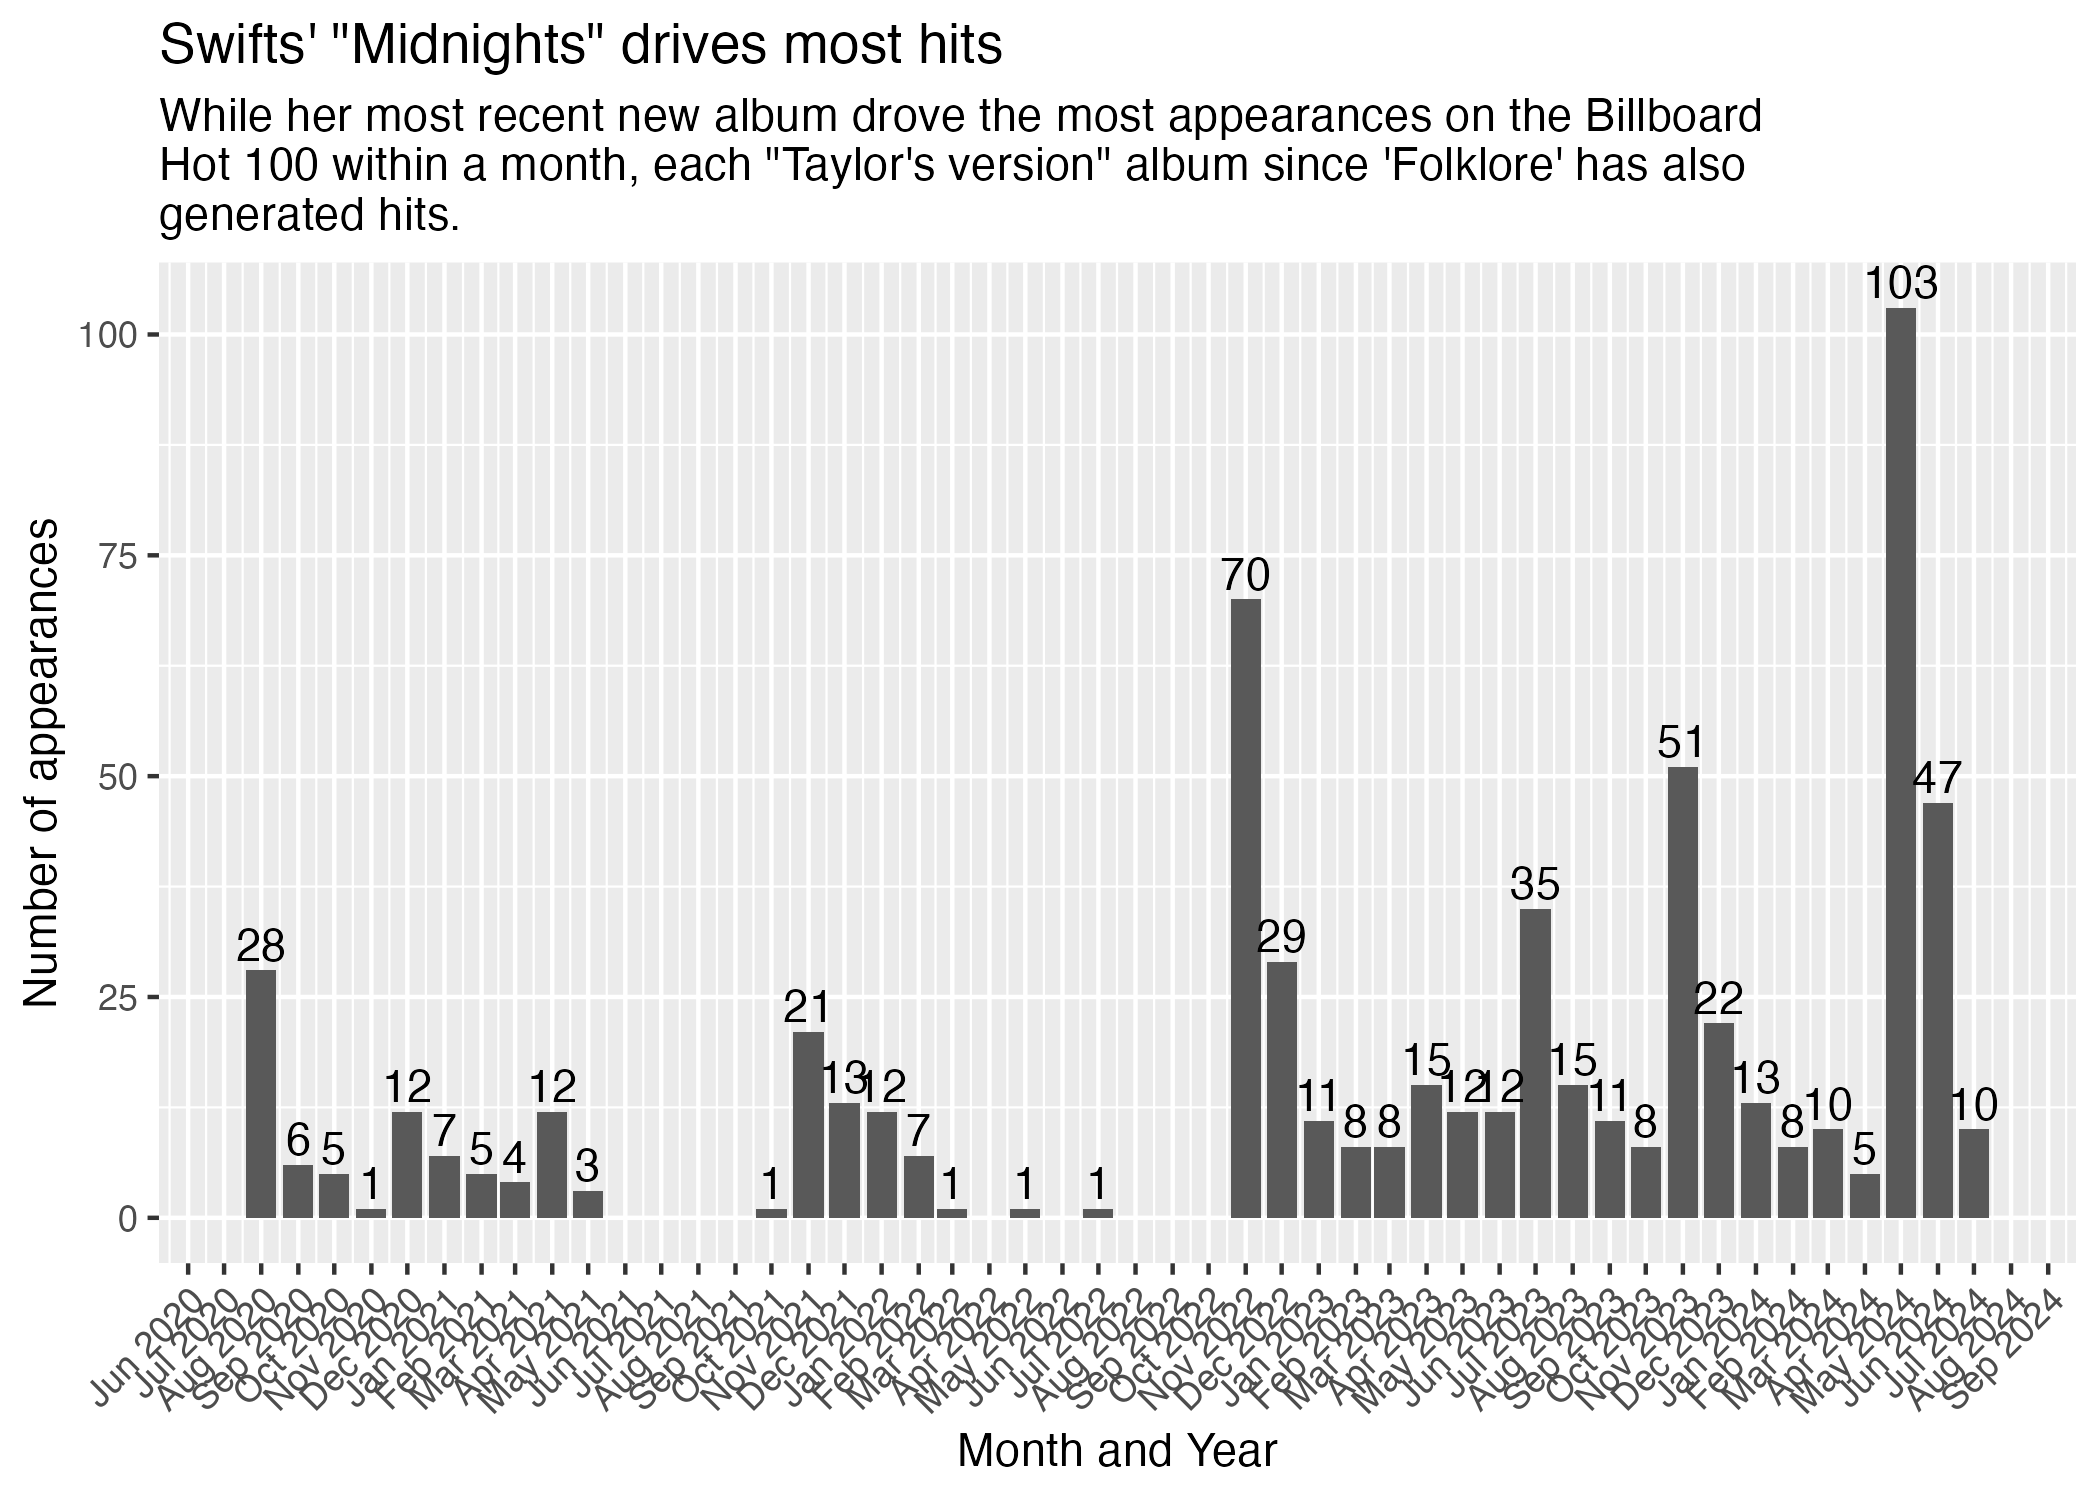 Swifts' "Midnights" drives most hits
While her most recent new album drove the most appearances on the Billboard
Hot 100 within a month, each "Taylor's version" album since 'Folklore' has also
generated hits.
103
100
75
70
51
50
47
35
28
29
25
21
22
6
5
1
12
7
5
4
12
3
1
13
12
7
1
1
1
11
8
8
15
12
12
15
11
8
13
8
10
5
10
0
Number of appearances
Jun 2020
Jul 2020
Aug 2020
Sep 2020
Oct 2020
Nov 2020
Dec 2020
Jan 2021
Feb 2021
Mar 2021
Apr 2021
May 2021
Jun 2021
Jul 2021
Aug 2021
Sep 2021
Oct 2021
Nov 2021
Dec 2021
Jan 2022
Feb 2022
Mar 2022
Apr 2022
May 2022
Jun 2022
Jul 2022
Aug 2022
Sep 2022
Oct 2022
Nov 2022
Dec 2022
Jan 2023
Feb 2023
Mar 2023
Apr 2023
May 2023
Jun 2023
Jul 2023
Aug 2023
Sep 2023
Oct 2023
Nov 2023
Dec 2023
Jan 2024
Feb 2024
Mar 2024
Apr 2024
May 2024
Jun 2024
Jul 2024
Aug 2024
Sep 2024
Month and Year